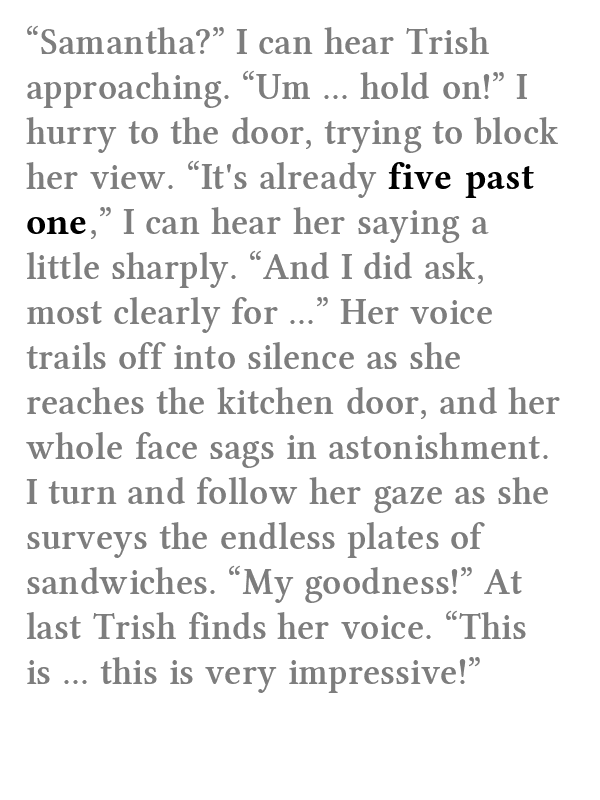 “Samantha?” I can hear Trish
approaching. “Um ... hold on!” I
hurry to the door, trying to block
her view. “It's already five past
one,” I can hear her saying a
little sharply. “And I did ask,
most clearly for ...” Her voice
trails off into silence as she
reaches the kitchen door, and her
whole face sags in astonishment.
I turn and follow her gaze as she
surveys the endless plates of
sandwiches. “My goodness!” At
last Trish finds her voice. “This
is ... this is very impressive!”